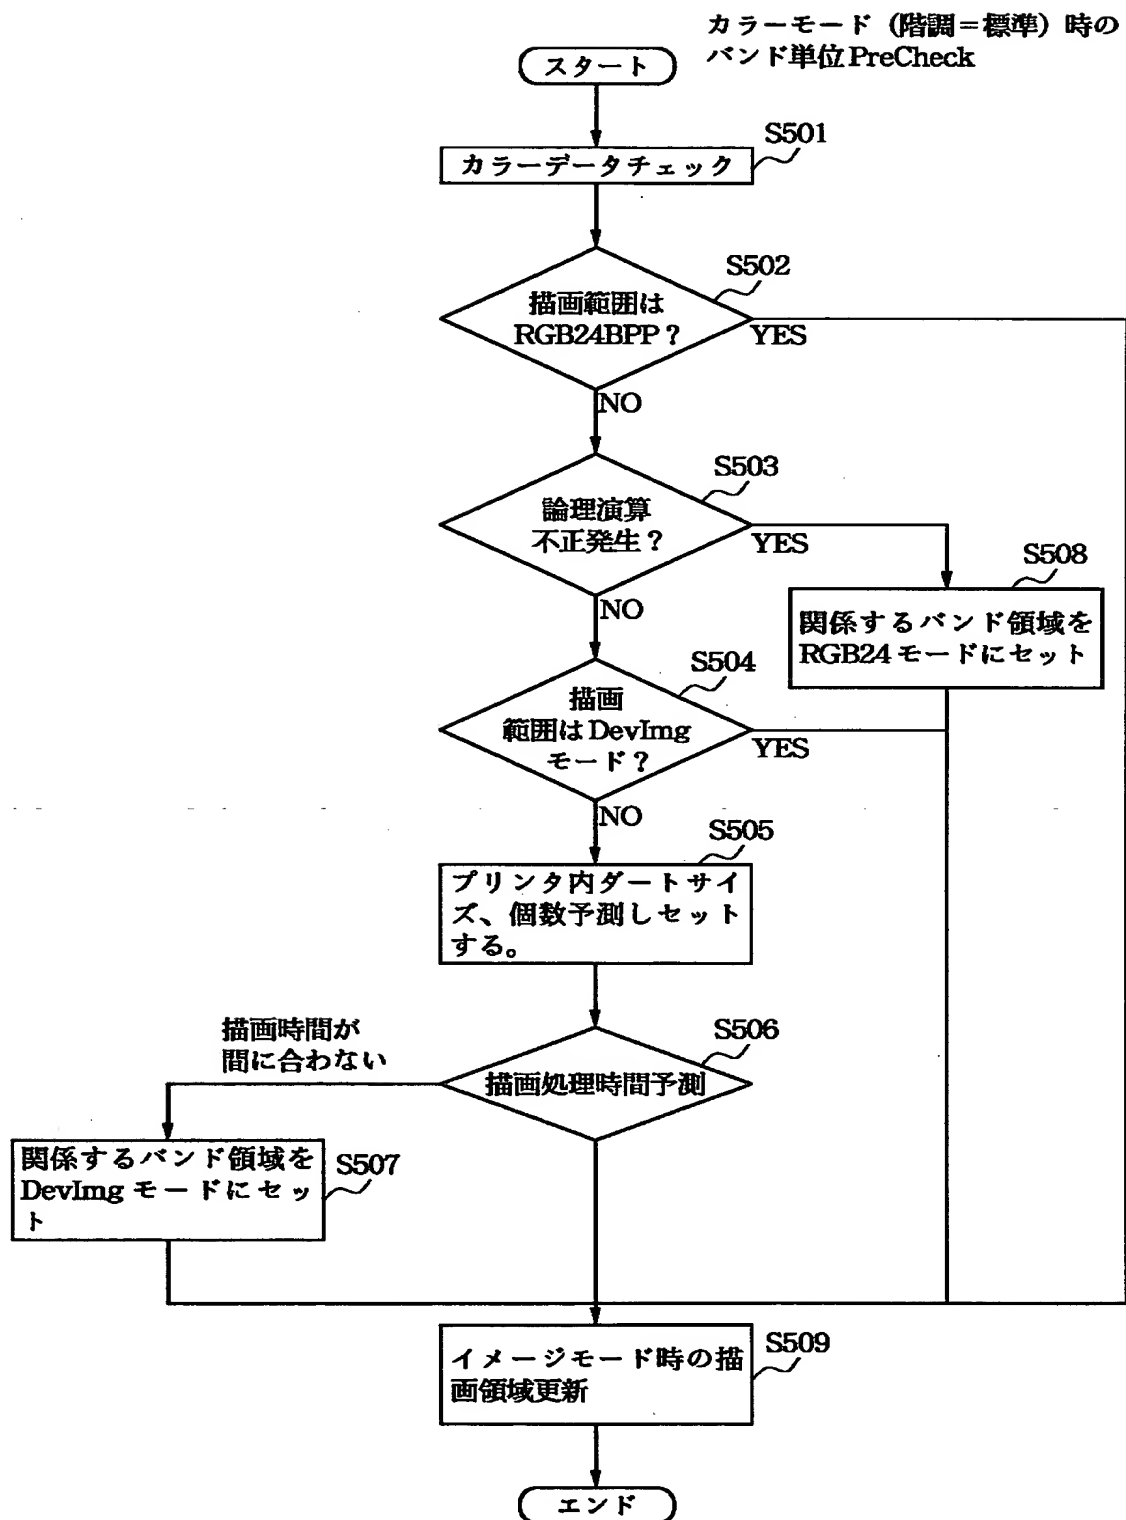 カラーモード（階調＝標準）時の
バンド単位PreCheck
スタート
S501
カラーデータチェック
S502
描画範囲は
RGB24BPP？
YES
NO
S503
論理演算
不正発生？
YES
NO
S508
関係するバンド領域を
RGB24モードにセット
S504
描画
範囲はDevImg
モード？
YES
NO
S505
プリンタ内ダートサイ
ズ、個数予測しセット
する。
描画時間が
間に合わない
S506
描画処理時間予測
関係するバンド領域を
DevImgモードにセッ
ト
S507
S509
イメージモード時の描
画領域更新
エンド